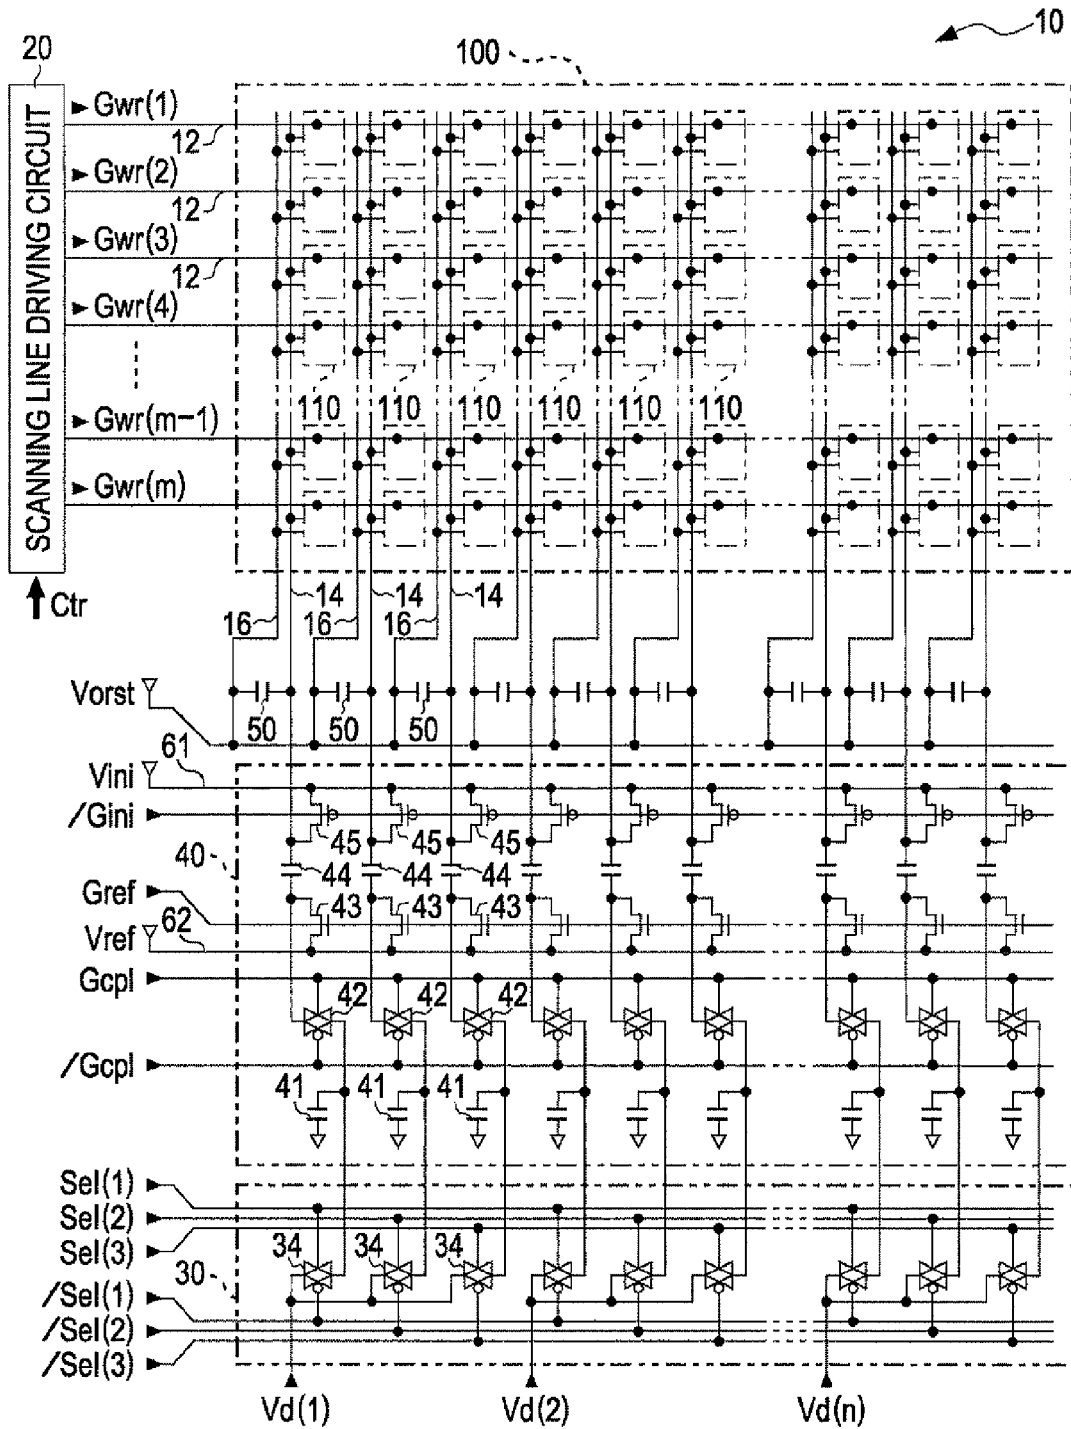 10
20
100
SCANNING LINE DRIVING CIRCUIT
Gwr(1)
12
Gwr(2)
12
Gwr(3)
12
Gwr(4)
110 110 110 110 110 110
Gwr(m-1)
Gwr(m)
Ctr
14 14 14
16 16 16
Vorst
50 50 50
61
Vini
/Gini
45 45 45
40
44 44 44
Gref
43 43 43
62
Vref
Gcpl
42 42 42
/Gcpl
41 41 41
Sel(1)
Sel(2)
Sel(3)
34 34 34
30
/Sel(1)
/Sel(2)
/Sel(3)
Vd(1) Vd(2) Vd(n)